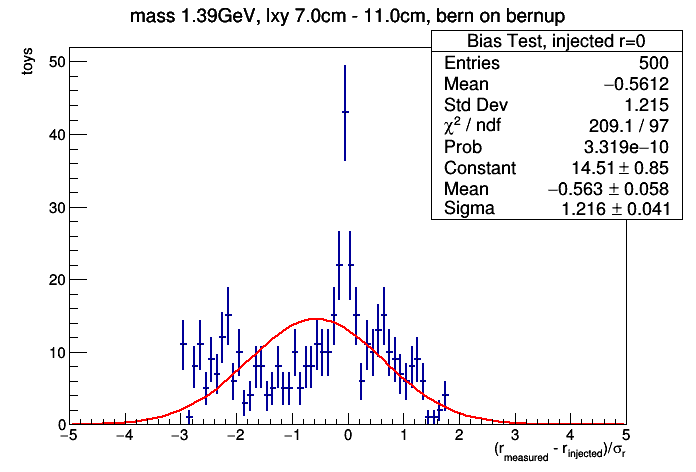 mass 1.39GeV, lxy 7.0cm - 11.0cm, bern on bernup
Bias Test, injected r=0
Entries 500
Mean −0.5612
Std Dev 1.215
χ² / ndf 209.1 / 97
Prob 3.319e−10
Constant 14.51 ± 0.85
Mean −0.563 ± 0.058
Sigma 1.216 ± 0.041
toys
50
40
30
20
10
0
−5 −4 −3 −2 −1 0 1 2 3 4 5
(r_measured - r_injected)/σ_r